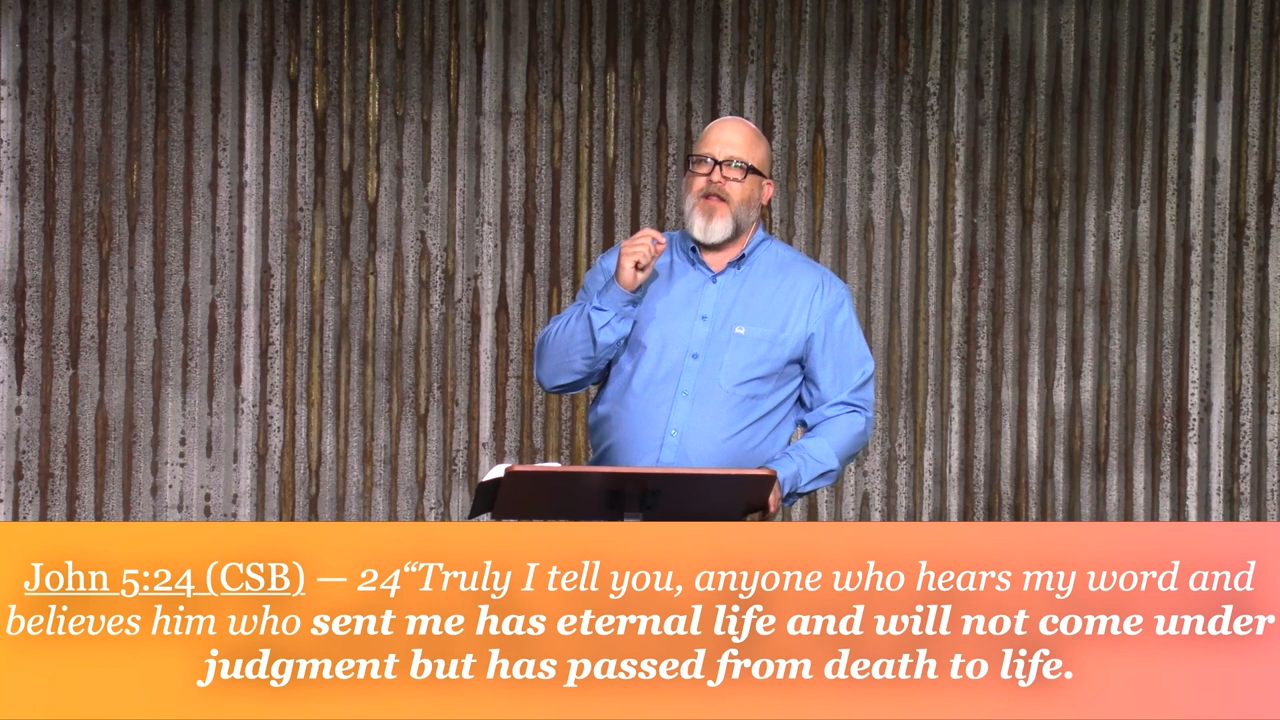 John 5:24 (CSB) — 24“Truly I tell you, anyone who hears my word and
believes him who sent me has eternal life and will not come under
judgment but has passed from death to life.